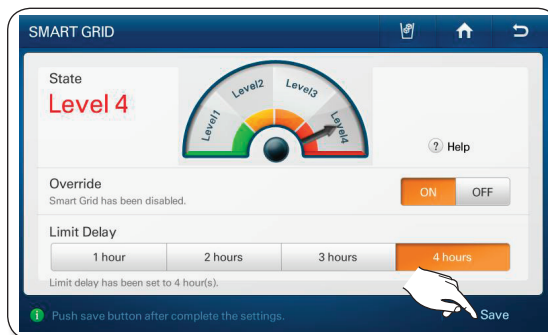 SMART GRID
State
Level 4
Level1
Level2
Level3
Level4
? Help
Override
Smart Grid has been disabled.
ON OFF
Limit Delay
1 hour 2 hours 3 hours 4 hours
Limit delay has been set to 4 hour(s).
i Push save button after complete the settings.
Save